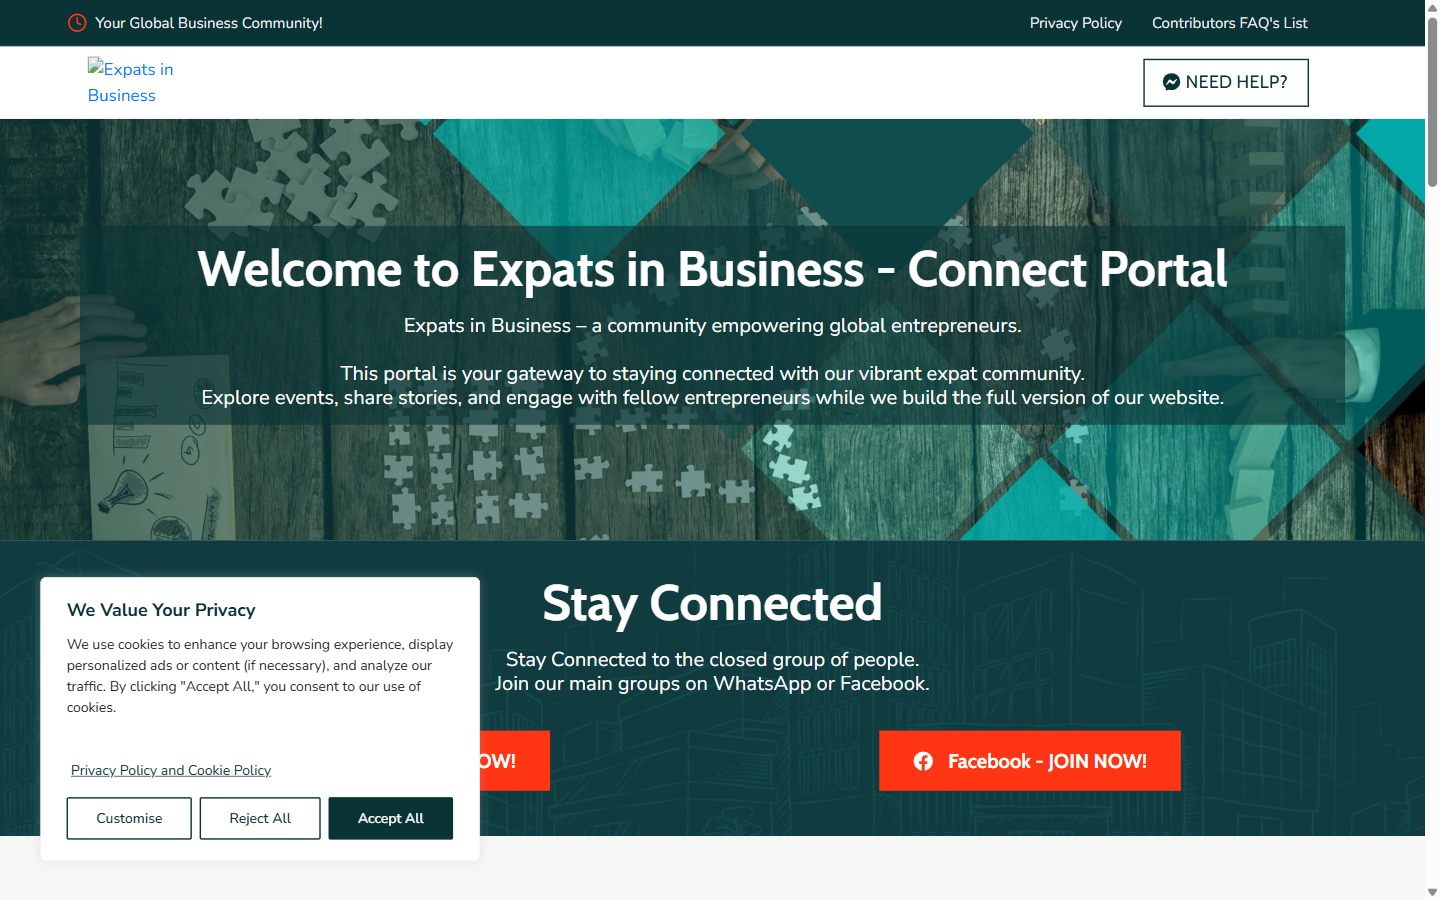 Your Global Business Community!
Privacy Policy
Contributors FAQ's List
Expats in
Business
NEED HELP?
Welcome to Expats in Business - Connect Portal
Expats in Business – a community empowering global entrepreneurs.
This portal is your gateway to staying connected with our vibrant expat community.
Explore events, share stories, and engage with fellow entrepreneurs while we build the full version of our website.
Stay Connected
Stay Connected to the closed group of people.
Join our main groups on WhatsApp or Facebook.
OW!
Facebook - JOIN NOW!
We Value Your Privacy
We use cookies to enhance your browsing experience, display
personalized ads or content (if necessary), and analyze our
traffic. By clicking "Accept All," you consent to our use of
cookies.
Privacy Policy and Cookie Policy
Customise
Reject All
Accept All